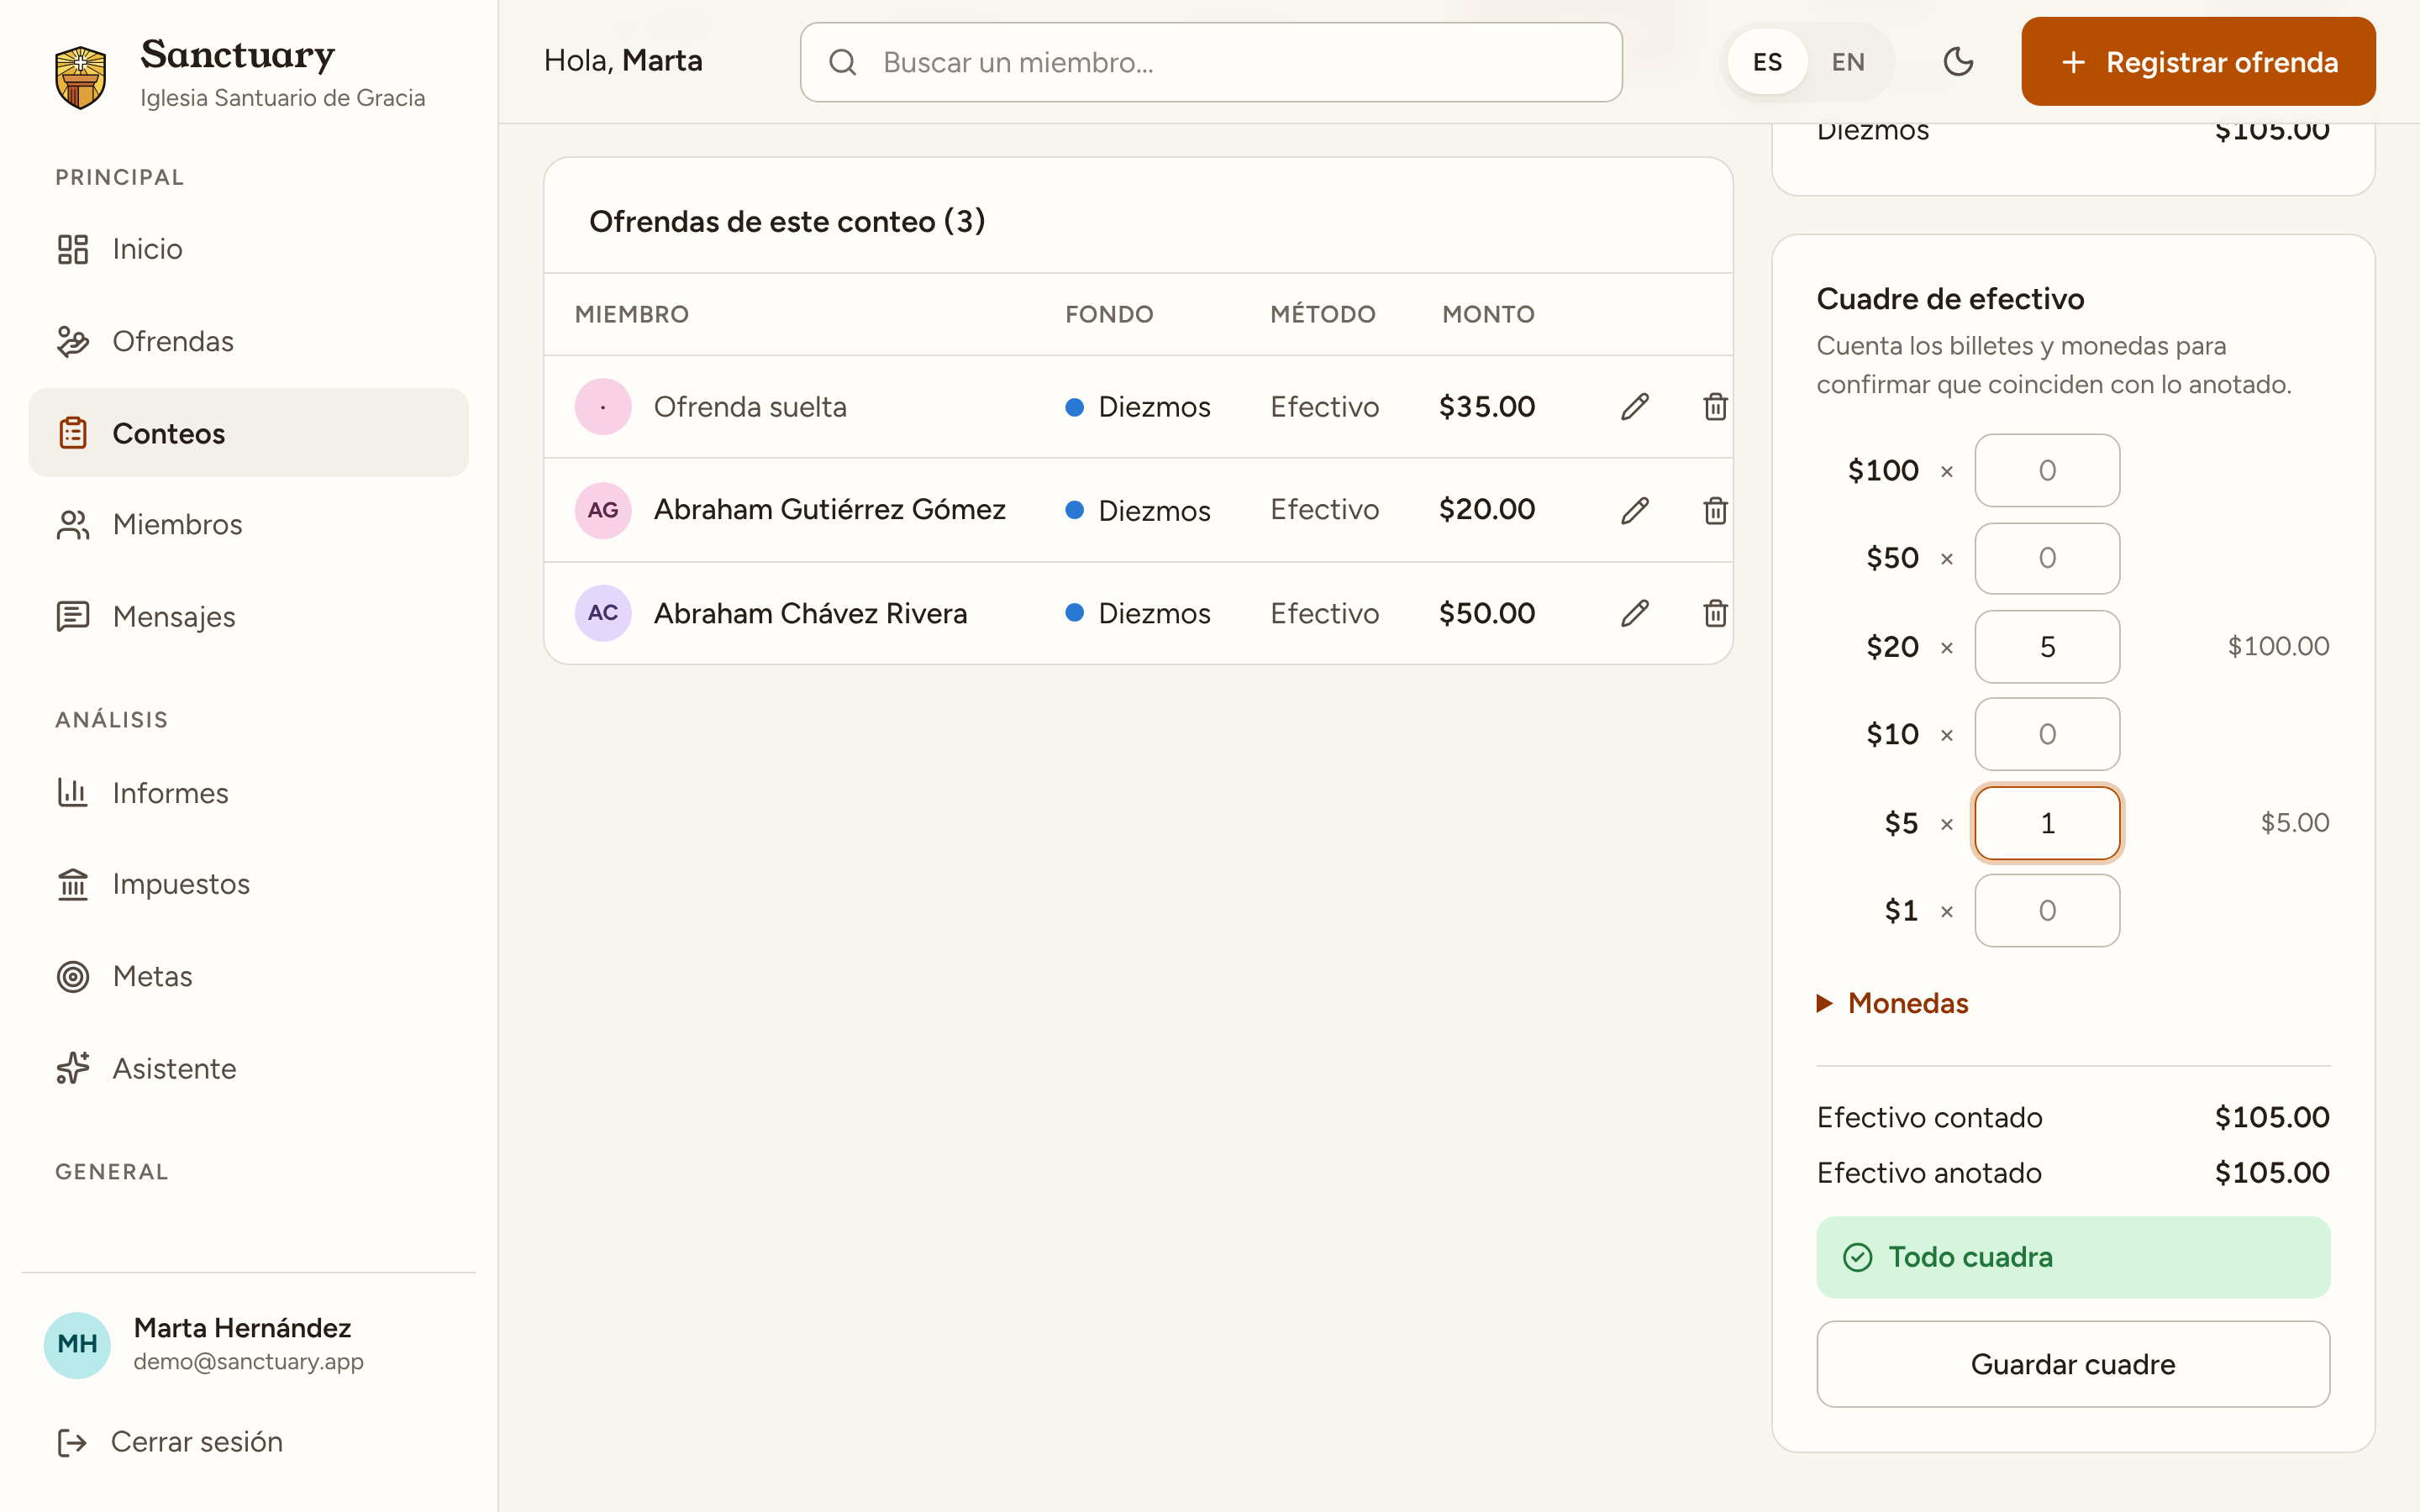 Sanctuary
Iglesia Santuario de Gracia
PRINCIPAL
Inicio
Ofrendas
Conteos
Miembros
Mensajes
ANÁLISIS
Informes
Impuestos
Metas
Asistente
GENERAL
MH
Marta Hernández
demo@sanctuary.app
Cerrar sesión
Hola, Marta
Buscar un miembro...
ES EN
+ Registrar ofrenda
Ofrendas de este conteo (3)
MIEMBRO FONDO MÉTODO MONTO
Ofrenda suelta Diezmos Efectivo $35.00
AG Abraham Gutiérrez Gómez Diezmos Efectivo $20.00
AC Abraham Chávez Rivera Diezmos Efectivo $50.00
Diezmos $105.00
Cuadre de efectivo
Cuenta los billetes y monedas para
confirmar que coinciden con lo anotado.
$100 × 0
$50 × 0
$20 × 5 $100.00
$10 × 0
$5 × 1 $5.00
$1 × 0
Monedas
Efectivo contado $105.00
Efectivo anotado $105.00
Todo cuadra
Guardar cuadre